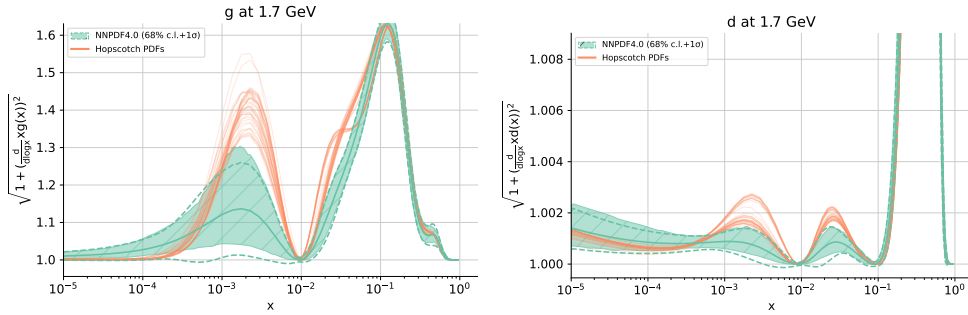 g at 1.7 GeV
NNPDF4.0 (68% c.l.+1σ)
Hopscotch PDFs
√1 + (d/dlogx xg(x))²
1.6
1.5
1.4
1.3
1.2
1.1
1.0
10⁻⁵
10⁻⁴
10⁻³
10⁻²
10⁻¹
10⁰
x
d at 1.7 GeV
NNPDF4.0 (68% c.l.+1σ)
Hopscotch PDFs
√1 + (d/dlogx xd(x))²
1.008
1.006
1.004
1.002
1.000
10⁻⁵
10⁻⁴
10⁻³
10⁻²
10⁻¹
10⁰
x